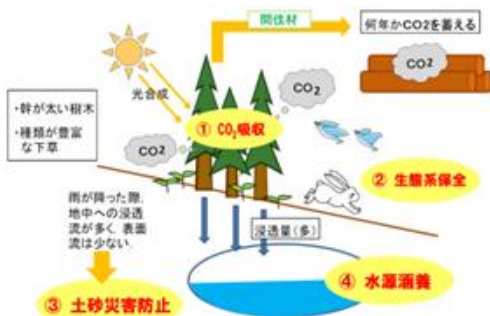 間伐材
何年かCO2を蓄える
CO2
光合成
CO2
① CO₂吸収
CO2
・幹が太い樹木
・種類が豊富
な下草
② 生態系保全
雨が降った際、
地中への浸透
流が多く、表面
流は少ない.
浸透量(多)
③ 土砂災害防止
④ 水源涵養